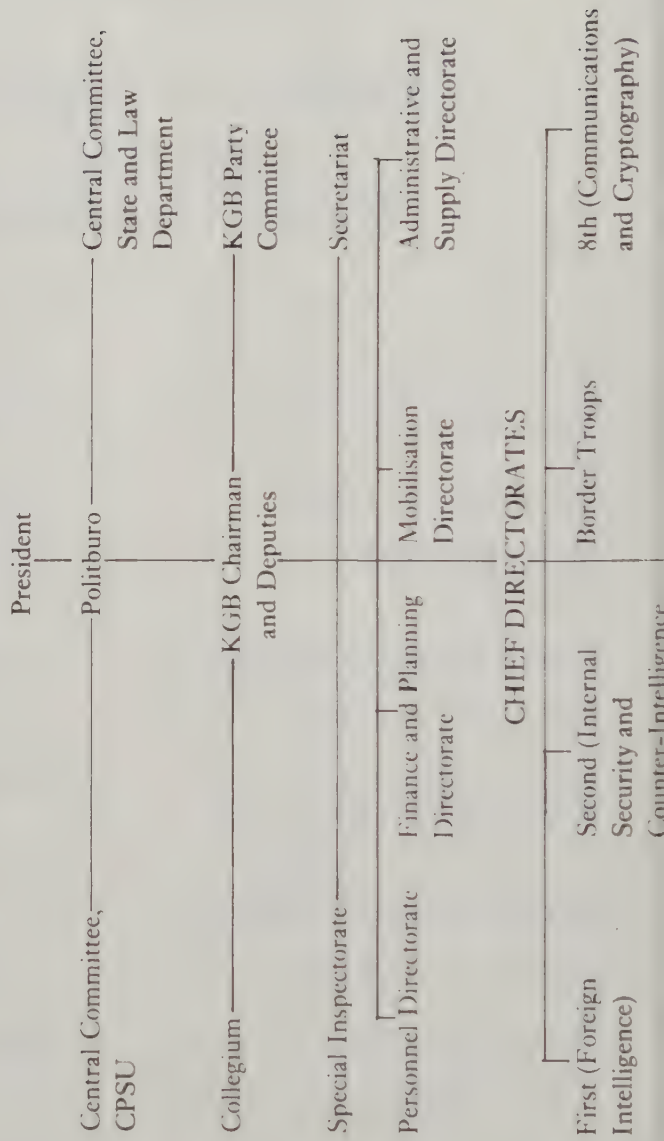 President
Central Committee,
CPSU
Politburo
Central Committee,
State and Law
Department
Collegium
KGB Chairman
and Deputies
KGB Party
Committee
Special Inspectorate
Secretariat
Personnel Directorate
Finance and Planning
Directorate
Mobilisation
Directorate
Administrative and
Supply Directorate
CHIEF DIRECTORATES
First (Foreign
Intelligence)
Second (Internal
Security and
Counter-Intelligence
Border Troops
8th (Communications
and Cryptography)